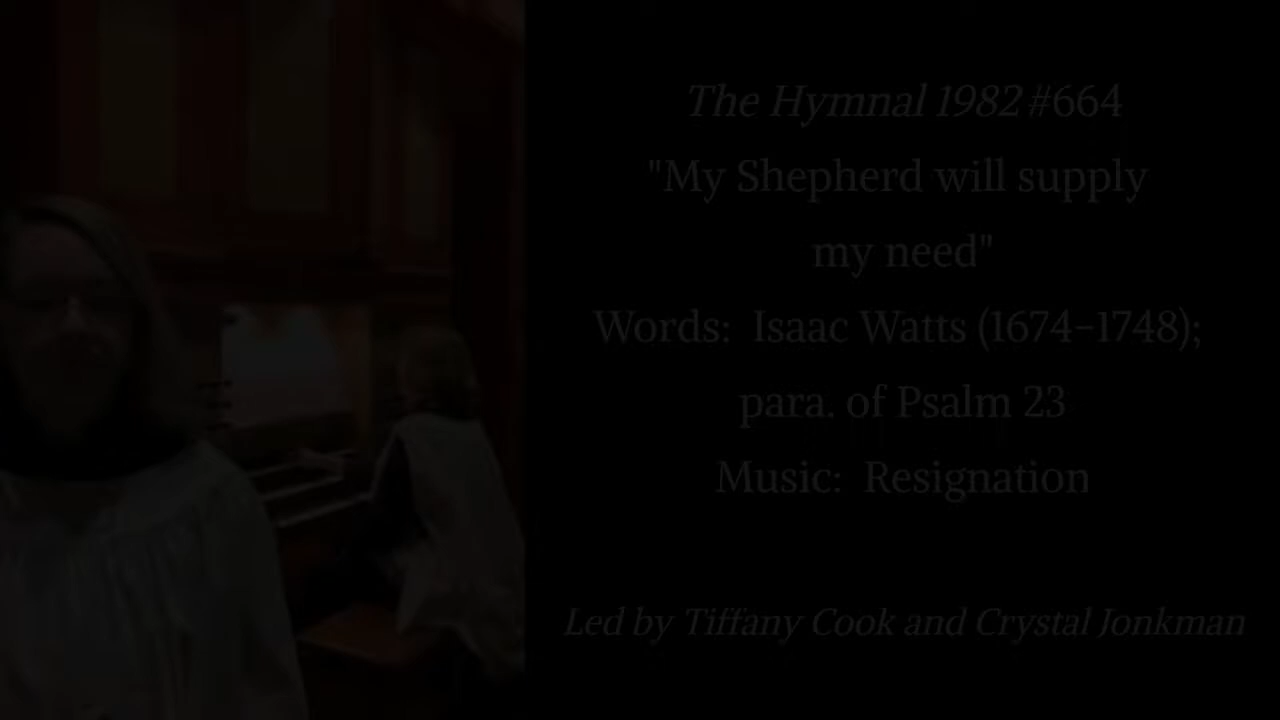 The Hymnal 1982 #664
"My Shepherd will supply
my need"
Words: Isaac Watts (1674-1748);
para. of Psalm 23
Music: Resignation
Led by Tiffany Cook and Crystal Jonkman